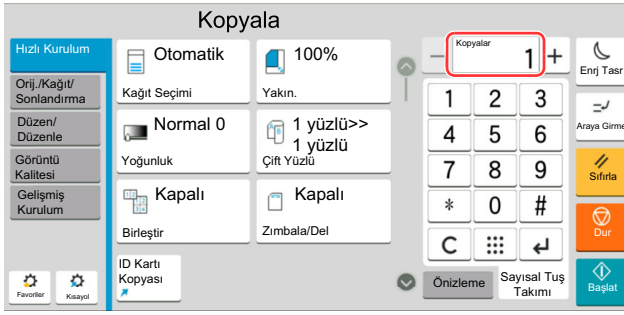 Kopyala
Hızlı Kurulum
Orij./Kağıt/
Sonlandırma
Düzen/
Düzenle
Görüntü
Kalitesi
Gelişmiş
Kurulum
Favoriler
Kısayol
Otomatik
Kağıt Seçimi
100%
Yakın.
Normal 0
Yoğunluk
1 yüzlü>>
1 yüzlü
Çift Yüzlü
Kapalı
Birleştir
Kapalı
Zımbala/Del
ID Kartı
Kopyası
Kopyalar
− 1 +
1 2 3
4 5 6
7 8 9
* 0 #
C
Önizleme
Sayısal Tuş
Takımı
Enrj Tasr
Araya Girme
Sıfırla
Dur
Başlat